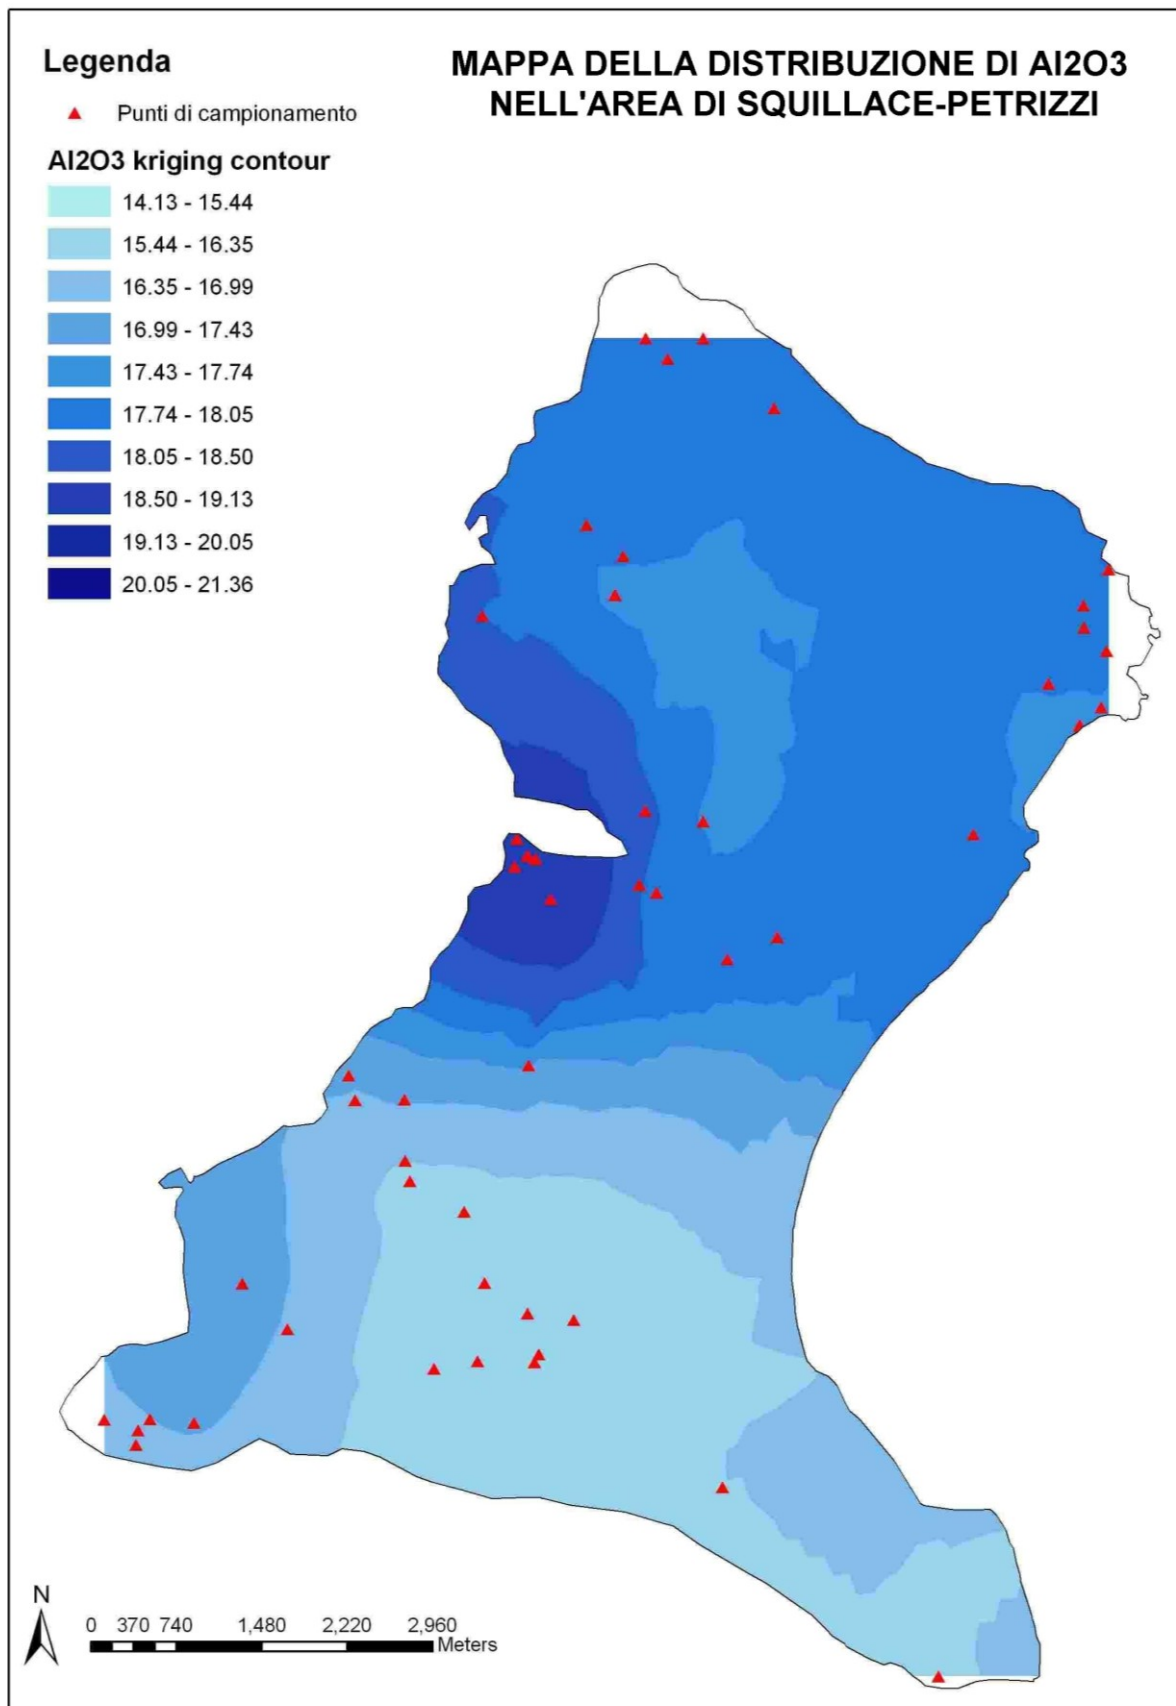 Legenda
MAPPA DELLA DISTRIBUZIONE DI Al2O3
NELL'AREA DI SQUILLACE-PETRIZZI
Punti di campionamento
Al2O3 kriging contour
14.13 - 15.44
15.44 - 16.35
16.35 - 16.99
16.99 - 17.43
17.43 - 17.74
17.74 - 18.05
18.05 - 18.50
18.50 - 19.13
19.13 - 20.05
20.05 - 21.36
N
0 370 740 1,480 2,220 2,960
Meters